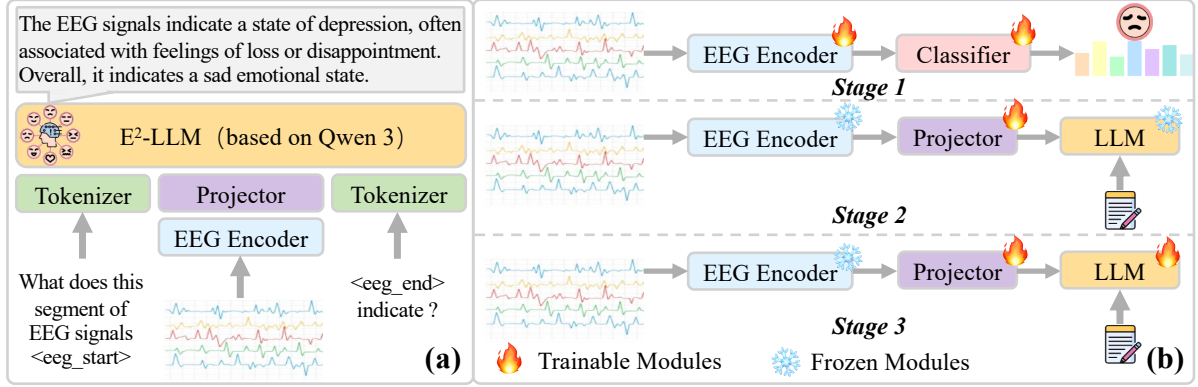 The EEG signals indicate a state of depression, often
associated with feelings of loss or disappointment.
Overall, it indicates a sad emotional state.
E²-LLM（based on Qwen 3）
Tokenizer
Projector
Tokenizer
EEG Encoder
What does this
segment of
EEG signals
<eeg_start>
<eeg_end>
indicate ?
(a)
EEG Encoder
Classifier
Stage 1
EEG Encoder
Projector
LLM
Stage 2
EEG Encoder
Projector
LLM
Stage 3
Trainable Modules
Frozen Modules
(b)